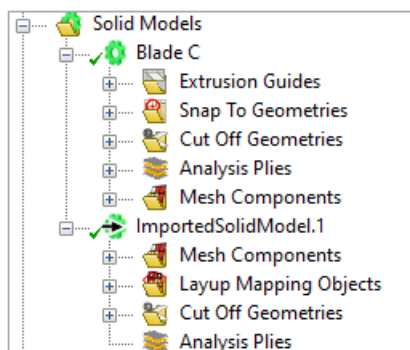 Solid Models
Blade C
Extrusion Guides
Snap To Geometries
Cut Off Geometries
Analysis Plies
Mesh Components
ImportedSolidModel.1
Mesh Components
Layup Mapping Objects
Cut Off Geometries
Analysis Plies